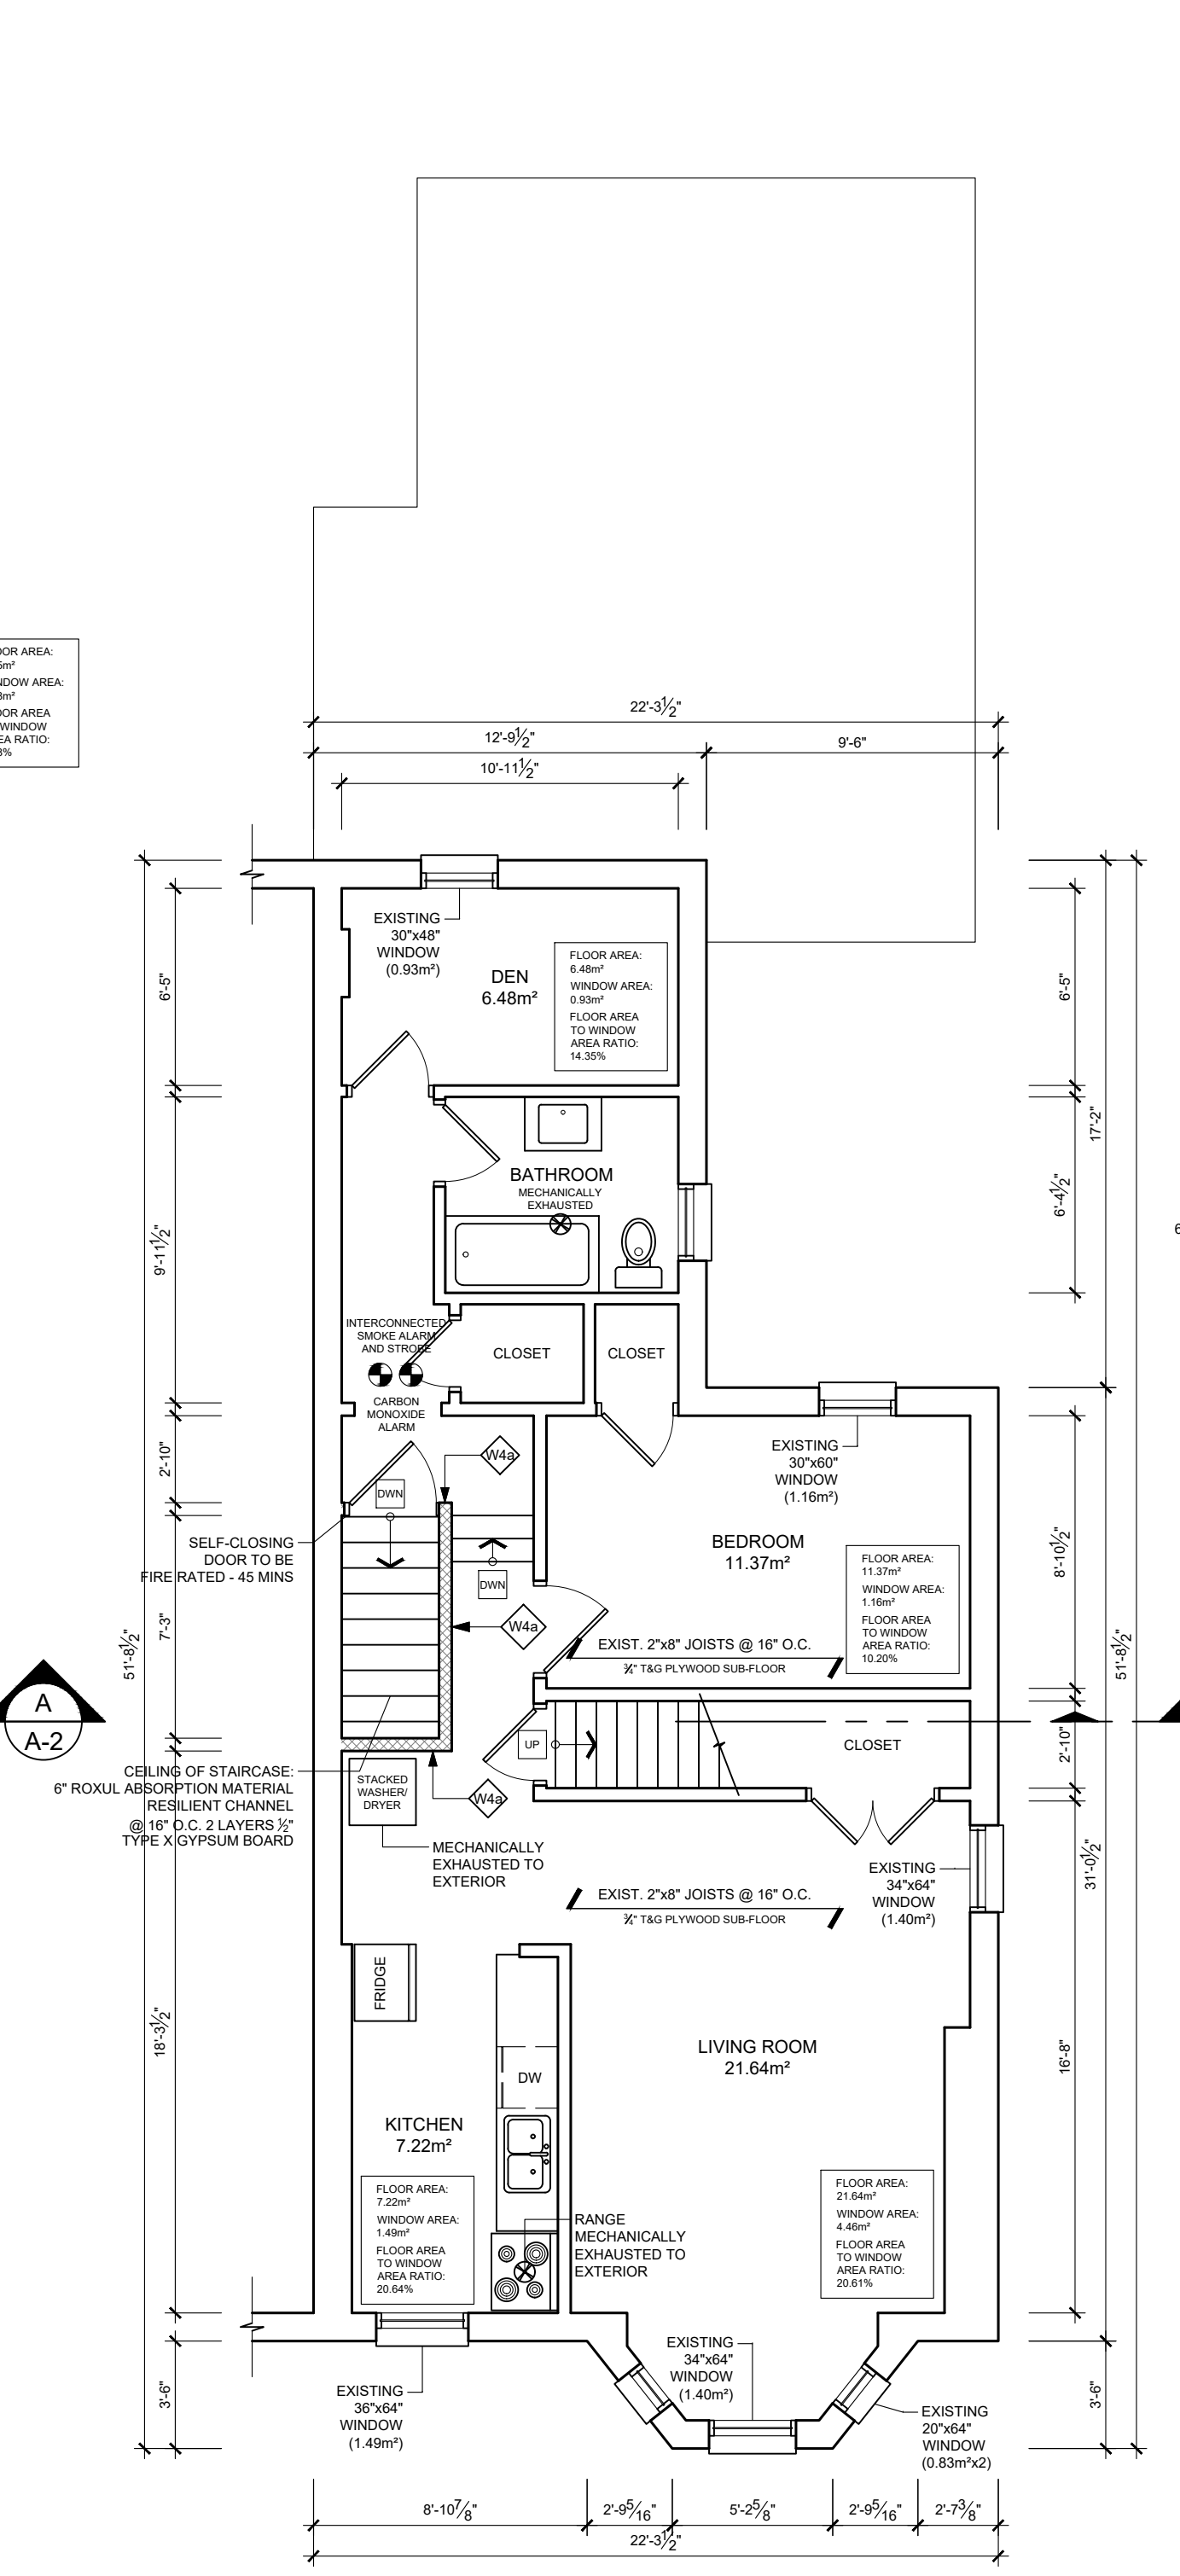 OOR AREA:
5m²
NDOW AREA:
3m²
OOR AREA
WINDOW
EA RATIO:
3%
22'-3½"
12'-9½"
9'-6"
10'-11½"
EXISTING
30"x48"
WINDOW
(0.93m²)
DEN
6.48m²
FLOOR AREA:
6.48m²
WINDOW AREA:
0.93m²
FLOOR AREA
TO WINDOW
AREA RATIO:
14.35%
6'-5"
6'-5"
17'-2"
BATHROOM
MECHANICALLY
EXHAUSTED
6'-4½"
9'-11½"
6
INTERCONNECTED
SMOKE ALARM
AND STROBE
CLOSET
CLOSET
CARBON
MONOXIDE
ALARM
2'-10"
W4a
DWN
EXISTING
30"x60"
WINDOW
(1.16m²)
SELF-CLOSING
DOOR TO BE
FIRE RATED - 45 MINS
DWN
BEDROOM
11.37m²
FLOOR AREA:
11.37m²
WINDOW AREA:
1.16m²
FLOOR AREA
TO WINDOW
AREA RATIO:
10.20%
8'-10½"
7'-3"
51'-8½"
51'-8½"
W4a
EXIST. 2"x8" JOISTS @ 16" O.C.
¾" T&G PLYWOOD SUB-FLOOR
A
A-2
UP
CLOSET
2'-10"
CEILING OF STAIRCASE:
6" ROXUL ABSORPTION MATERIAL
RESILIENT CHANNEL
@ 16" O.C. 2 LAYERS ½"
TYPE X GYPSUM BOARD
STACKED
WASHER/
DRYER
W4a
MECHANICALLY
EXHAUSTED TO
EXTERIOR
EXIST. 2"x8" JOISTS @ 16" O.C.
¾" T&G PLYWOOD SUB-FLOOR
EXISTING
34"x64"
WINDOW
(1.40m²)
31'-0½"
FRIDGE
18'-3½"
16'-8"
LIVING ROOM
21.64m²
DW
KITCHEN
7.22m²
FLOOR AREA:
7.22m²
WINDOW AREA:
1.49m²
FLOOR AREA
TO WINDOW
AREA RATIO:
20.64%
RANGE
MECHANICALLY
EXHAUSTED TO
EXTERIOR
FLOOR AREA:
21.64m²
WINDOW AREA:
4.46m²
FLOOR AREA
TO WINDOW
AREA RATIO:
20.61%
EXISTING
34"x64"
WINDOW
(1.40m²)
3'-6"
EXISTING
36"x64"
WINDOW
(1.49m²)
EXISTING
20"x64"
WINDOW
(0.83m²x2)
3'-6"
8'-10⅞"
2'-9 5/16"
5'-2⅝"
2'-9 5/16"
2'-7⅜"
22'-3½"